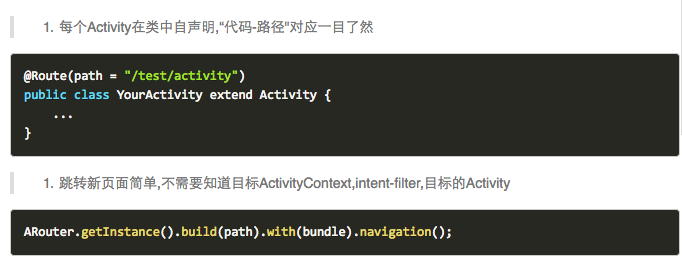 1. 每个Activity在类中自声明,“代码-路径"对应一目了然
@Route(path = "/test/activity")
public class YourActivity extend Activity {
...
}
1. 跳转新页面简单,不需要知道目标ActivityContext,intent-filter,目标的Activity
ARouter.getInstance().build(path).with(bundle).navigation();